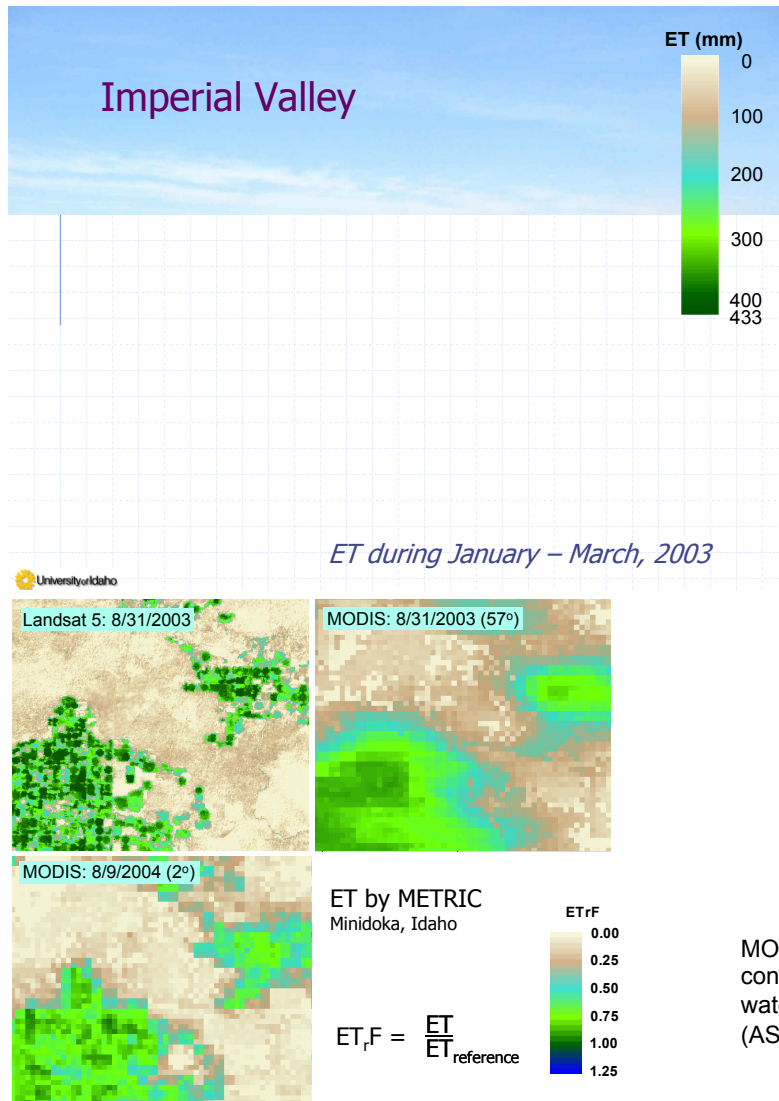 ET (mm)
0
Imperial Valley
100
200
300
400
433
ET during January – March, 2003
University of Idaho
Landsat 5: 8/31/2003
MODIS: 8/31/2003 (57°)
MODIS: 8/9/2004 (2°)
ET by METRIC
Minidoka, Idaho
ETrF
0.00
0.25
0.50
0.75
1.00
1.25
ETrF = ET
ETreference
MO
con
wat
(AS